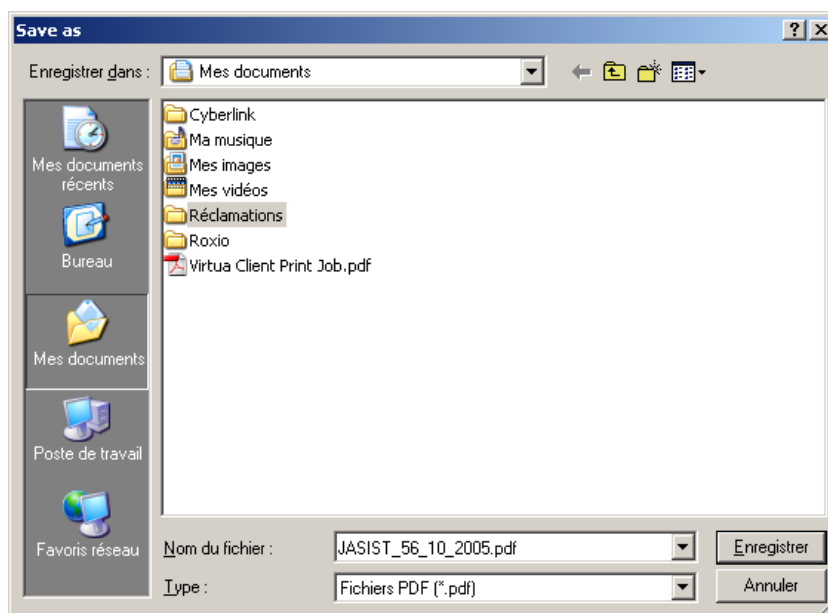 Save as
Enregistrer dans :
Mes documents
Mes documents
récents
Bureau
Mes documents
Poste de travail
Favoris réseau
Cyberlink
Ma musique
Mes images
Mes vidéos
Réclamations
Roxio
Virtua Client Print Job.pdf
Nom du fichier :
JASIST_56_10_2005.pdf
Enregistrer
Type :
Fichiers PDF (*.pdf)
Annuler